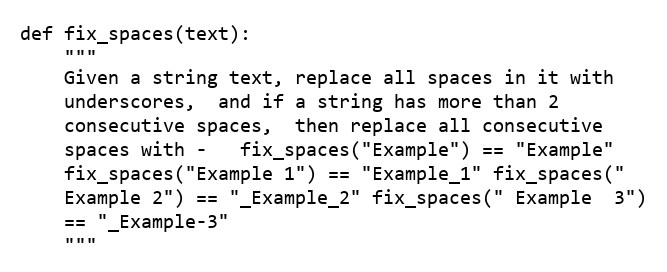 def fix_spaces(text):
    """
    Given a string text, replace all spaces in it with
    underscores,  and if a string has more than 2
    consecutive spaces,  then replace all consecutive
    spaces with -   fix_spaces("Example") == "Example"
    fix_spaces("Example 1") == "Example_1" fix_spaces("
    Example 2") == "_Example_2" fix_spaces(" Example  3")
    == "_Example-3"
    """